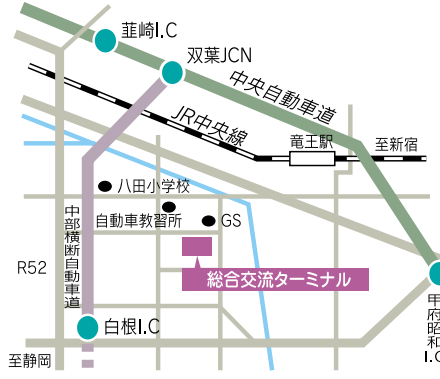 韮崎I.C
双葉JCN
中央自動車道
JR中央線
竜王駅
至新宿
八田小学校
自動車教習所
GS
中部横断自動車道
R52
総合交流ターミナル
甲府昭和I.C
白根I.C
至静岡